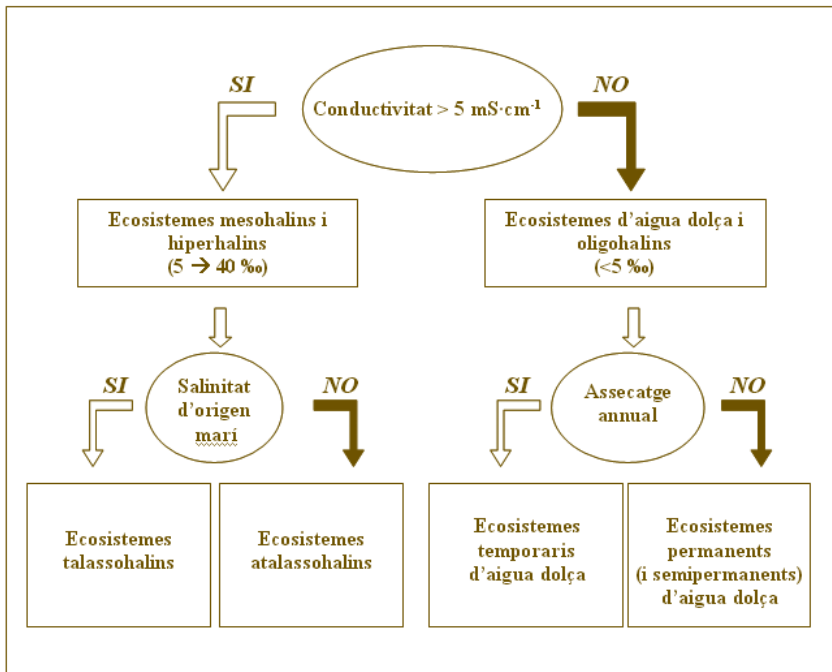 SI
NO
Conductivitat > 5 mS·cm⁻¹
Ecosistemes mesohalins i
hiperhalins
(5 → 40 ‰)
Ecosistemes d'aigua dolça i
oligohalins
(<5 ‰)
SI
Salinitat
d'origen
marí
NO
SI
Assecatge
annual
NO
Ecosistemes
talassohalins
Ecosistemes
atalassohalins
Ecosistemes
temporaris
d'aigua dolça
Ecosistemes
permanents
(i semipermanents)
d'aigua dolça